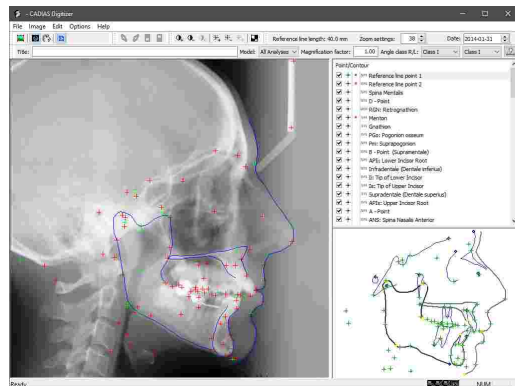 - CADIAS Digitizer
File Image Edit Options Help
Reference line length: 40.0 mm Zoom settings: 38 Date: 2014-01-31
Title: Model: All Analyses Magnification factor: 1.00 Angle class R/L: Class I Class I
Point/Contour
Reference line point 1
Reference line point 2
Spina Mentalis
D - Point
RGN: Retrognathion
Menton
Gnathion
PGo: Pogonion osseum
Pm: Suprapogonion
B - Point (Supramentale)
APIi: Lower Incisor Root
Infradentale (Dentale inferius)
Ii: Tip of Lower Incisor
Is: Tip of Upper Incisor
Supradentale (Dentale superius)
APIs: Upper Incisor Root
A - Point
ANS: Spina Nasalis Anterior
Ready NUM